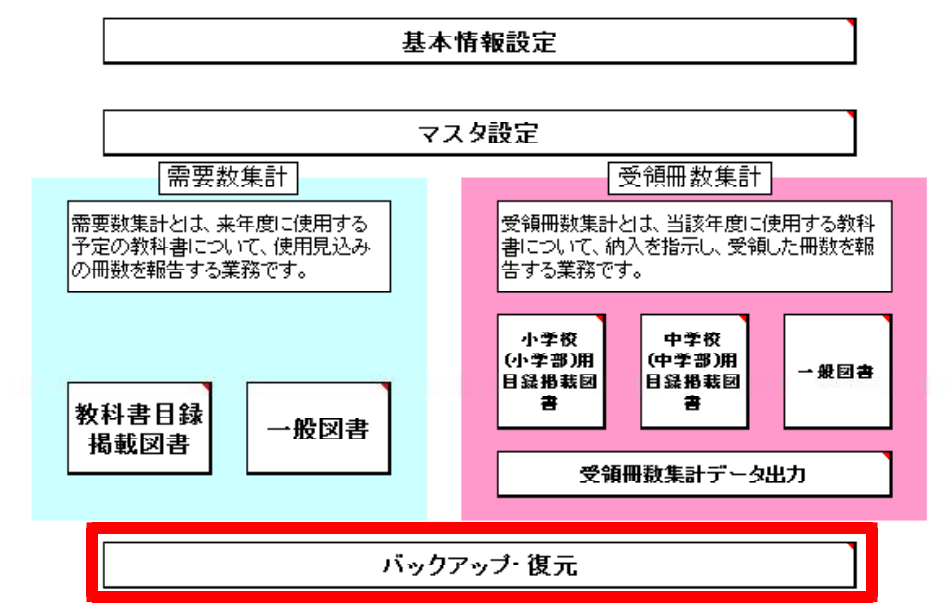 基本情報設定
マスタ設定
需要数集計
需要数集計とは、来年度に使用する
予定の教科書について、使用見込み
の冊数を報告する業務です。
教科書目録
掲載図書
一般図書
受領冊数集計
受領冊数集計とは、当該年度に使用する教科
書について、納入を指示し、受領した冊数を報
告する業務です。
小学校
(小学部)用
目録掲載図
書
中学校
(中学部)用
目録掲載図
書
一般図書
受領冊数集計データ出力
バックアップ・復元